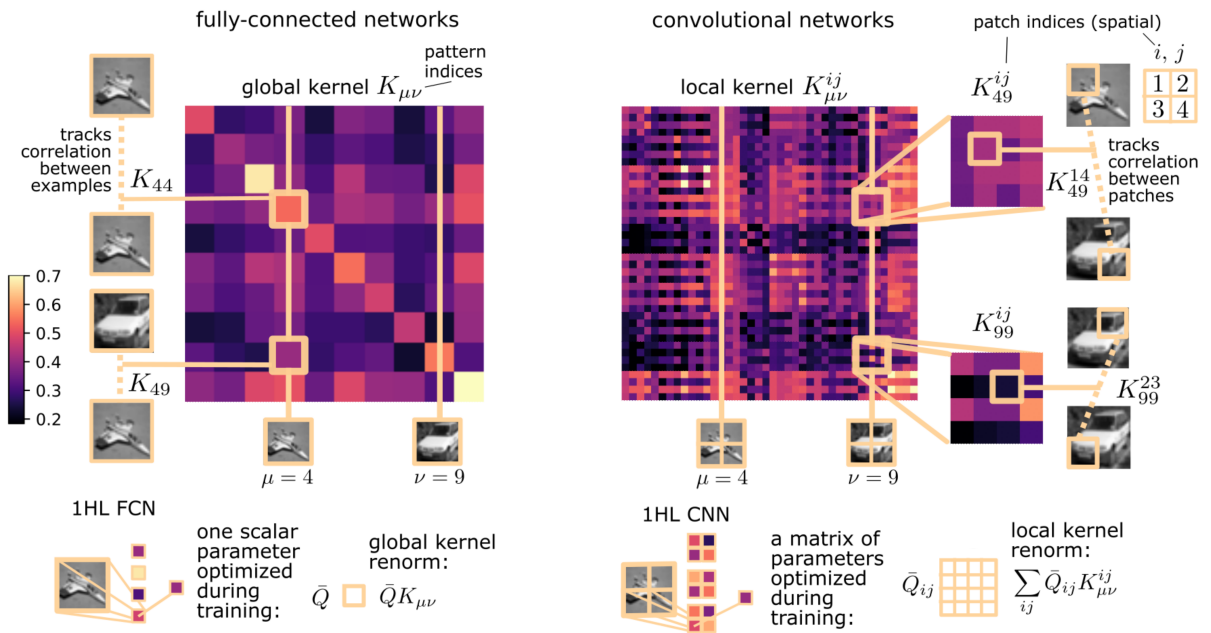 fully-connected networks
pattern
indices
global kernel $K_{\mu\nu}$
tracks
correlation
between
examples
$K_{44}$
$K_{49}$
0.7
0.6
0.5
0.4
0.3
0.2
$\mu = 4$
$\nu = 9$
1HL FCN
one scalar
parameter
optimized
during
training:
$\bar{Q}$
global kernel
renorm:
$\bar{Q}K_{\mu\nu}$
convolutional networks
patch indices (spatial)
$i, j$
1 2
3 4
local kernel $K^{ij}_{\mu\nu}$
$K^{ij}_{49}$
$K^{14}_{49}$
tracks
correlation
between
patches
$K^{ij}_{99}$
$K^{23}_{99}$
$\mu = 4$
$\nu = 9$
1HL CNN
a matrix of
parameters
optimized
during
training:
$\bar{Q}_{ij}$
local kernel
renorm:
$\sum_{ij} \bar{Q}_{ij} K^{ij}_{\mu\nu}$